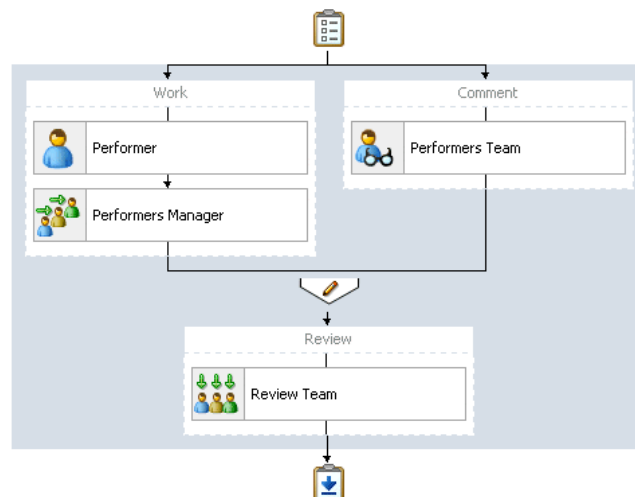 Work
Comment
Performer
Performers Team
Performers Manager
Review
Review Team